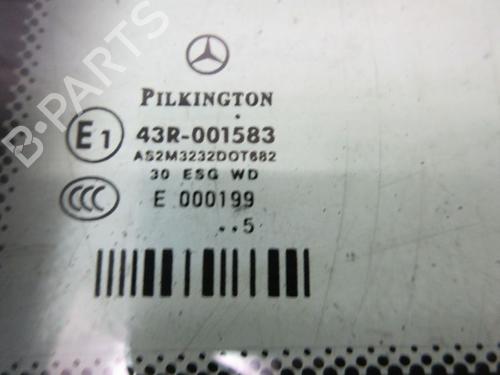 B-PARTS
PILKINGTON
E1 43R-001583
AS2M3232DOT682
30 ESG WD
CCC E 000199
..5